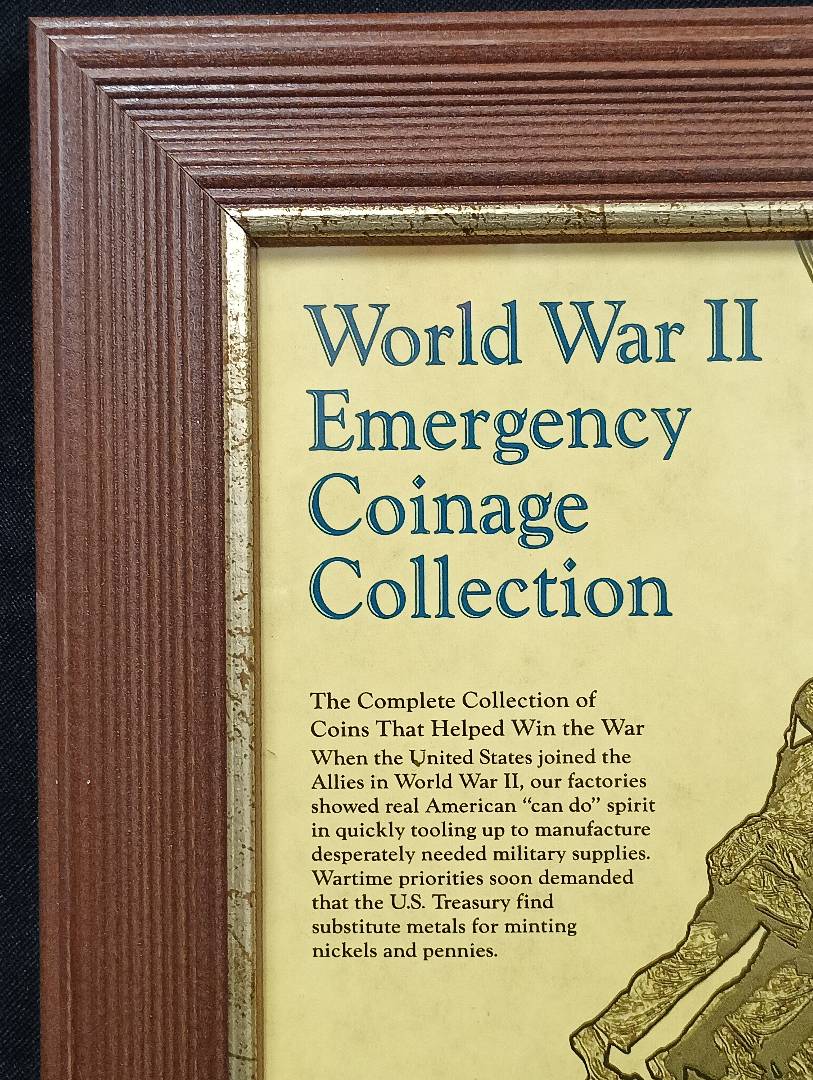 World War II
Emergency
Coinage
Collection
The Complete Collection of
Coins That Helped Win the War
When the United States joined the
Allies in World War II, our factories
showed real American “can do” spirit
in quickly tooling up to manufacture
desperately needed military supplies.
Wartime priorities soon demanded
that the U.S. Treasury find
substitute metals for minting
nickels and pennies.